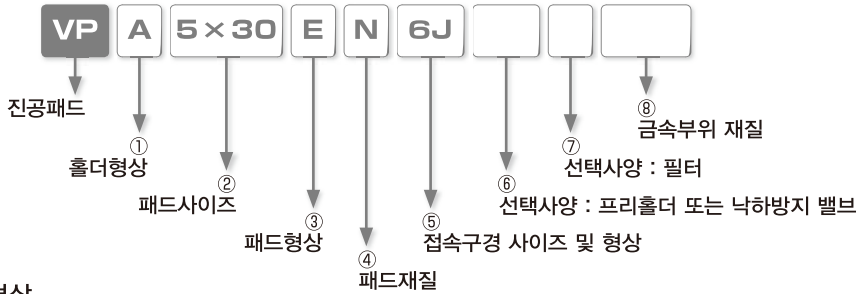 VP A 5×30 E N 6J
진공패드
① 홀더형상
② 패드사이즈
③ 패드형상
④ 패드재질
⑤ 접속구경 사이즈 및 형상
⑥ 선택사양 : 프리홀더 또는 낙하방지 밸브
⑦ 선택사양 : 필터
⑧ 금속부위 재질